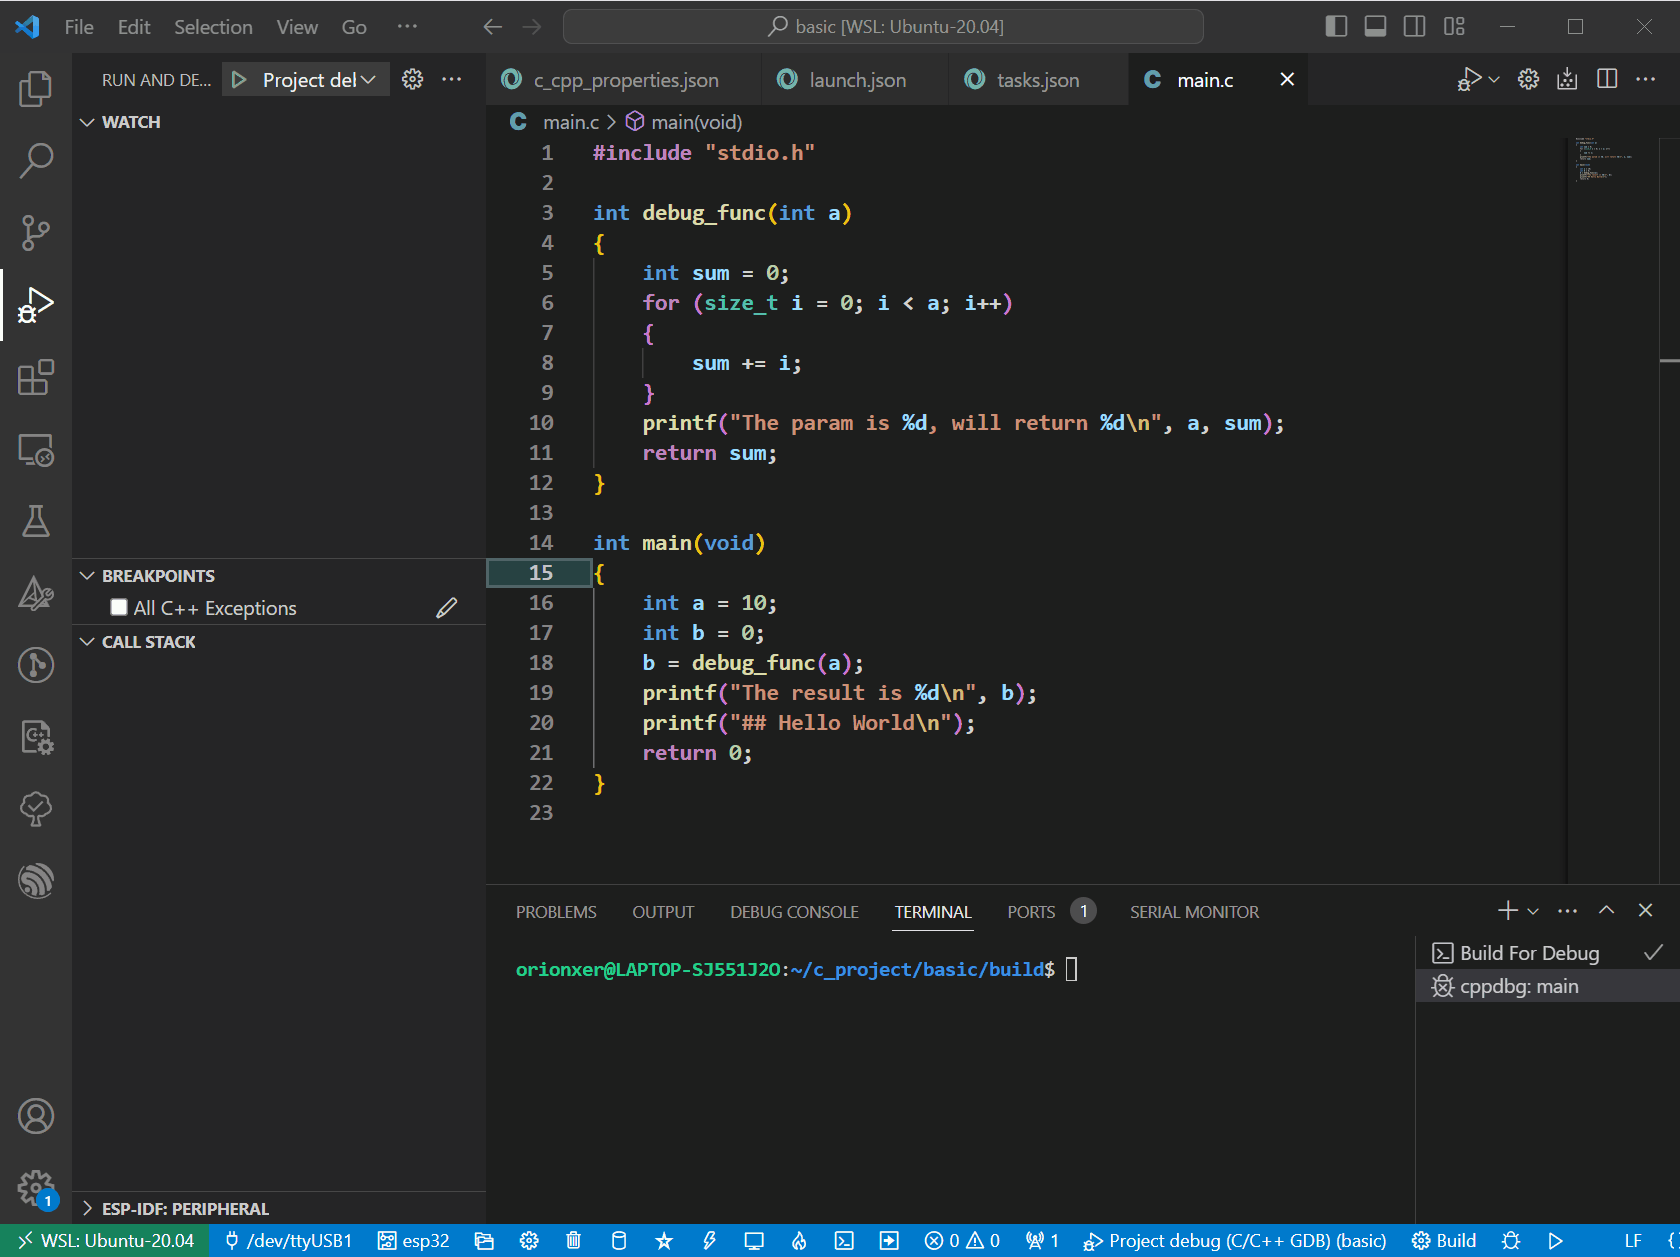 File Edit Selection View Go ···
basic [WSL: Ubuntu-20.04]
RUN AND DE... Project del
c_cpp_properties.json launch.json tasks.json C main.c
WATCH
C main.c > main(void)
1 #include "stdio.h"
2
3 int debug_func(int a)
4 {
5 int sum = 0;
6 for (size_t i = 0; i < a; i++)
7 {
8 sum += i;
9 }
10 printf("The param is %d, will return %d\n", a, sum);
11 return sum;
12 }
13
14 int main(void)
15 {
16 int a = 10;
17 int b = 0;
18 b = debug_func(a);
19 printf("The result is %d\n", b);
20 printf("## Hello World\n");
21 return 0;
22 }
23
BREAKPOINTS
All C++ Exceptions
CALL STACK
PROBLEMS OUTPUT DEBUG CONSOLE TERMINAL PORTS 1 SERIAL MONITOR
orionxer@LAPTOP-SJ551J2O:~/c_project/basic/build$
Build For Debug
cppdbg: main
1
ESP-IDF: PERIPHERAL
WSL: Ubuntu-20.04 /dev/ttyUSB1 esp32 0 0 1 Project debug (C/C++ GDB) (basic) Build LF